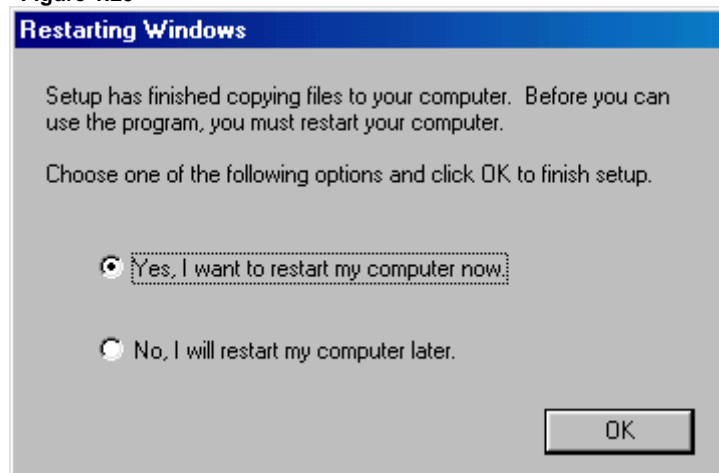 Restarting Windows
Setup has finished copying files to your computer.  Before you can
use the program, you must restart your computer.
Choose one of the following options and click OK to finish setup.
Yes, I want to restart my computer now.
No, I will restart my computer later.
OK